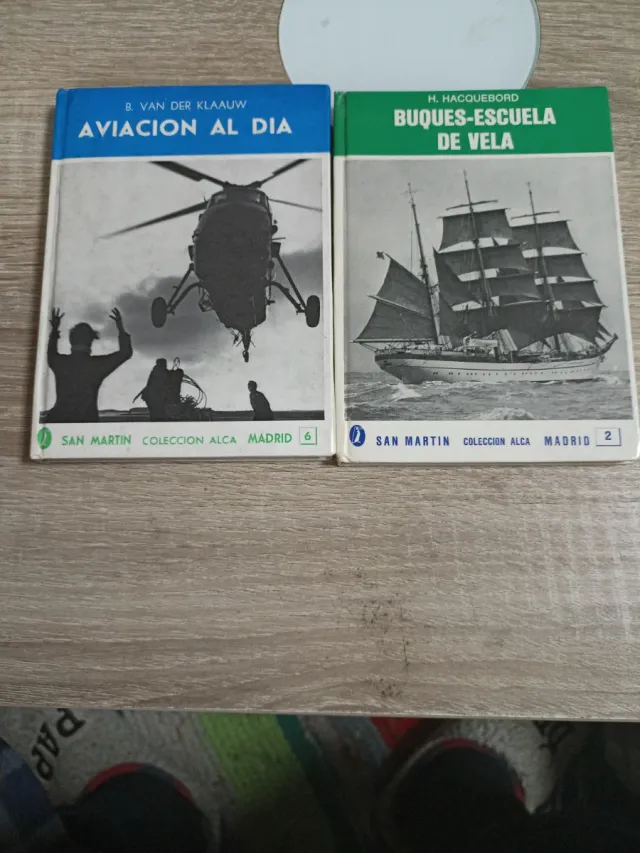 B. VAN DER KLAAUW
AVIACION AL DIA
SAN MARTIN COLECCION ALCA MADRID 6
H. HACQUEBORD
BUQUES-ESCUELA
DE VELA
SAN MARTIN COLECCION ALCA MADRID 2
PAP